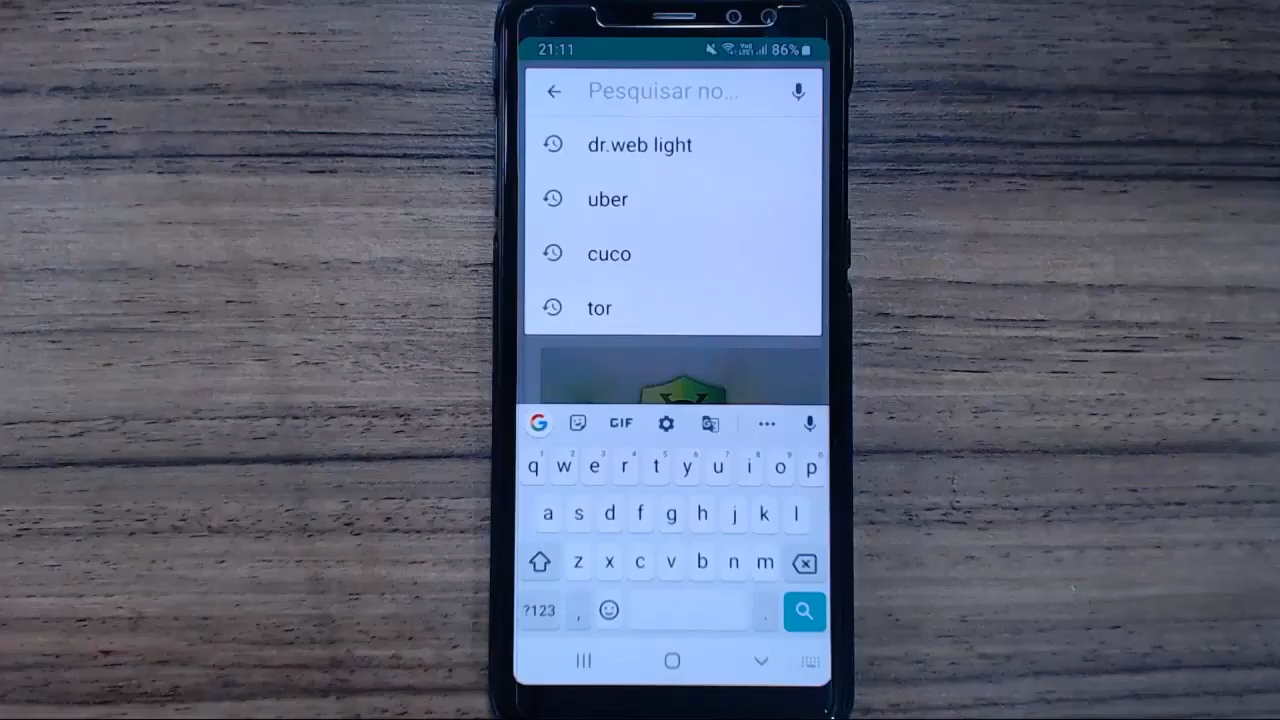 21:11
86%
Pesquisar no...
dr.web light
uber
cuco
tor
G GIF G
q w e r t y u i o p
a s d f g h j k l
z x c v b n m
?123 , .